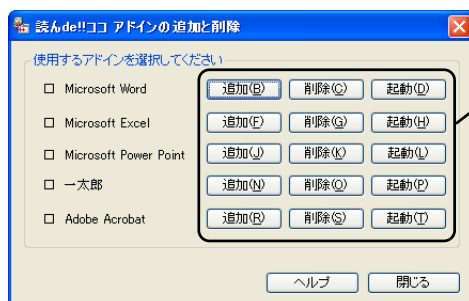 読んde!!ココ アドインの追加と削除
使用するアドインを選択してください
Microsoft Word 追加(B) 削除(C) 起動(D)
Microsoft Excel 追加(F) 削除(G) 起動(H)
Microsoft Power Point 追加(J) 削除(K) 起動(L)
一太郎 追加(N) 削除(O) 起動(P)
Adobe Acrobat 追加(R) 削除(S) 起動(T)
ヘルプ 閉じる